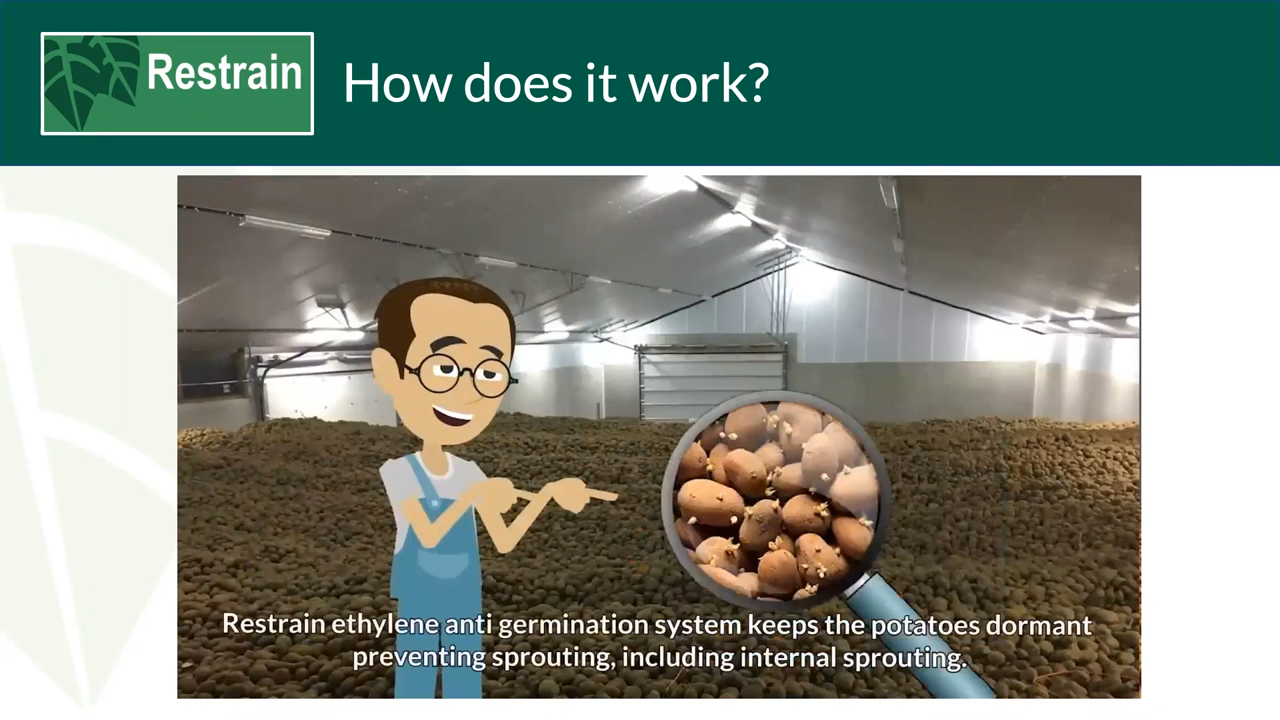 Restrain
How does it work?
Restrain ethylene anti germination system keeps the potatoes dormant
preventing sprouting, including internal sprouting.